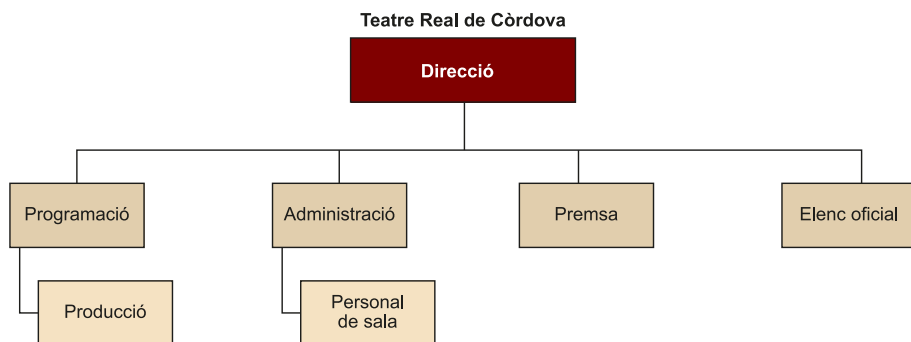 Teatre Real de Còrdova
Direcció
Programació
Administració
Premsa
Elenc oficial
Producció
Personal
de sala